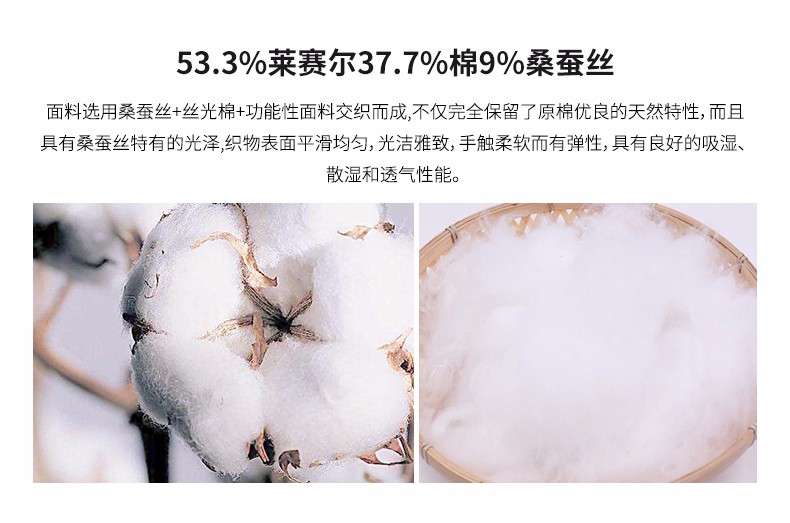 53.3%莱赛尔37.7%棉9%桑蚕丝
面料选用桑蚕丝+丝光棉+功能性面料交织而成,不仅完全保留了原棉优良的天然特性，而且
具有桑蚕丝特有的光泽,织物表面平滑均匀，光洁雅致，手触柔软而有弹性，具有良好的吸湿、
散湿和透气性能。